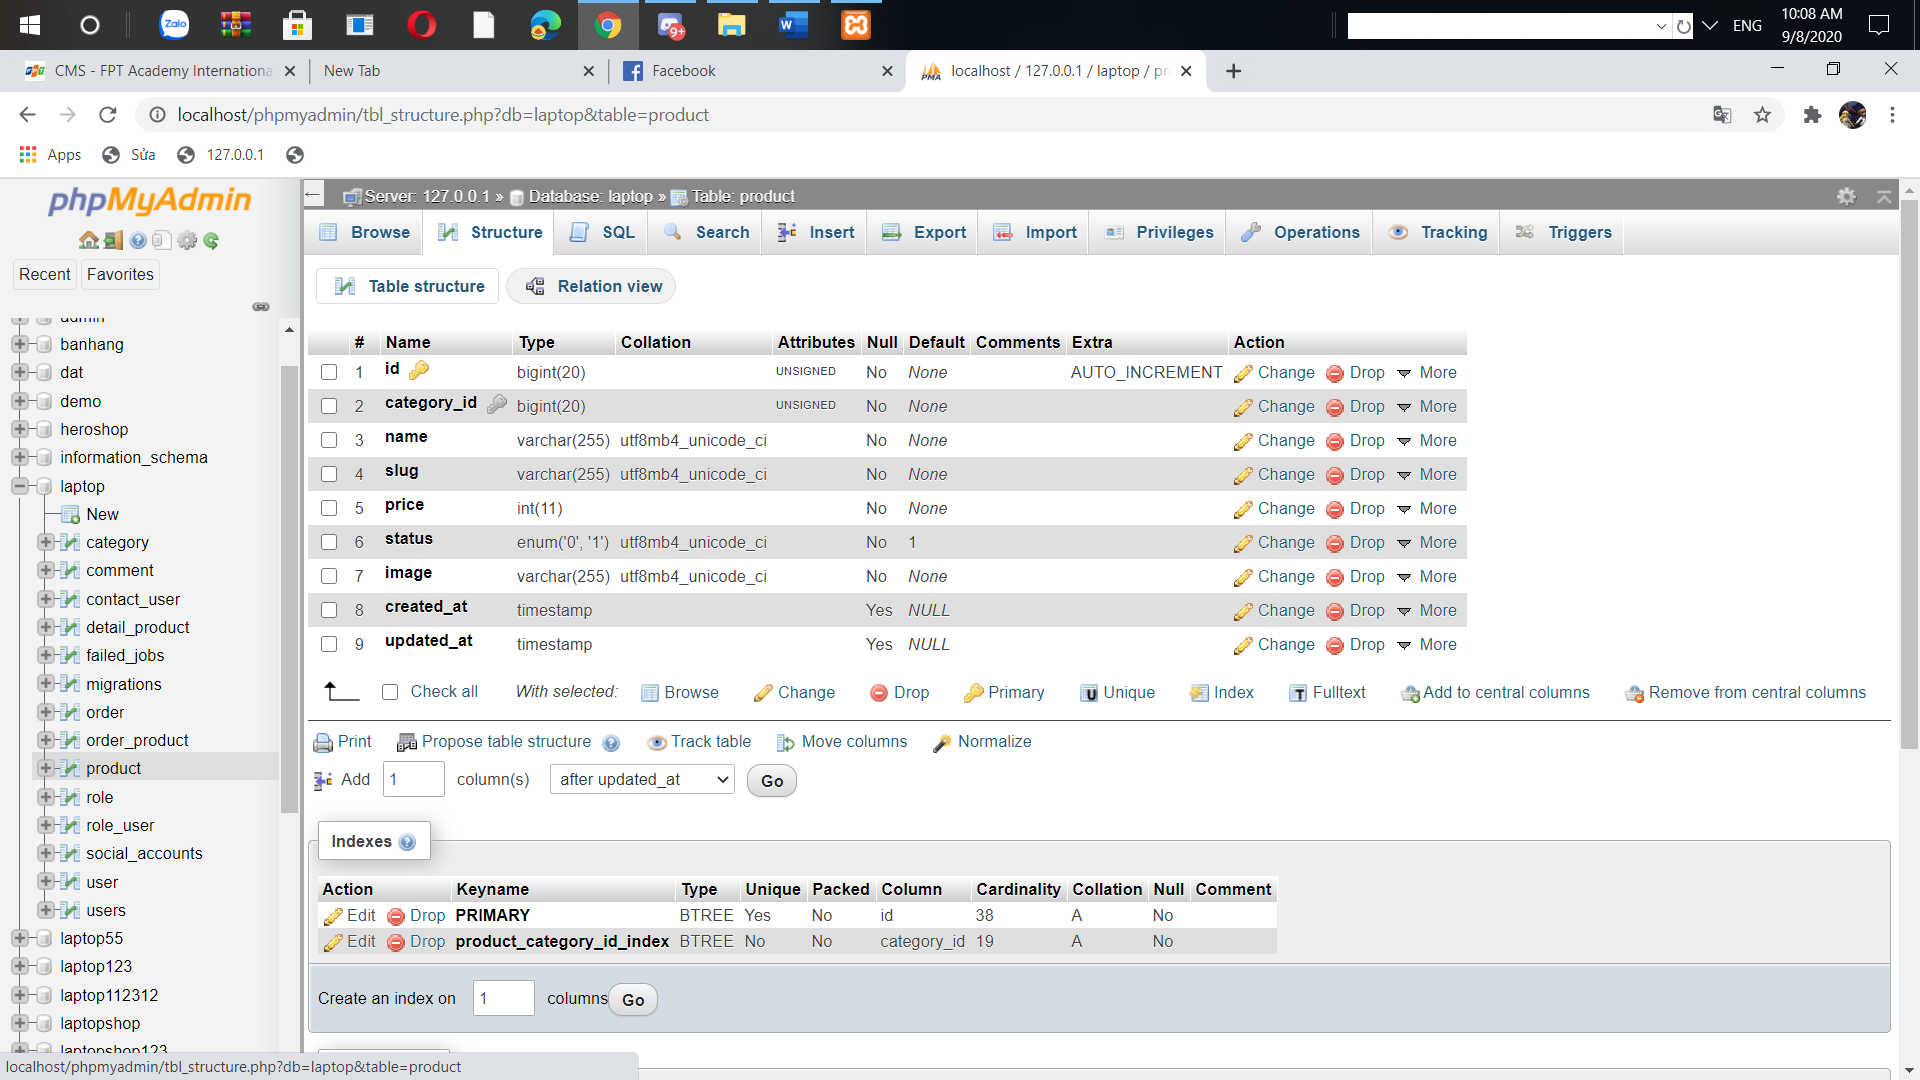 Zalo
9+
ENG
10:08 AM
9/8/2020
CMS - FPT Academy Internationa
New Tab
Facebook
localhost / 127.0.0.1 / laptop / pr
localhost/phpmyadmin/tbl_structure.php?db=laptop&table=product
Apps Sửa 127.0.0.1
phpMyAdmin
Server: 127.0.0.1 » Database: laptop » Table: product
Browse Structure SQL Search Insert Export Import Privileges Operations Tracking Triggers
Recent Favorites
Table structure Relation view
admin
banhang
dat
demo
heroshop
information_schema
laptop
New
category
comment
contact_user
detail_product
failed_jobs
migrations
order
order_product
product
role
role_user
social_accounts
user
users
laptop55
laptop123
laptop112312
laptopshop
laptopshop123
# Name Type Collation Attributes Null Default Comments Extra Action
1 id bigint(20) UNSIGNED No None AUTO_INCREMENT Change Drop More
2 category_id bigint(20) UNSIGNED No None Change Drop More
3 name varchar(255) utf8mb4_unicode_ci No None Change Drop More
4 slug varchar(255) utf8mb4_unicode_ci No None Change Drop More
5 price int(11) No None Change Drop More
6 status enum('0', '1') utf8mb4_unicode_ci No 1 Change Drop More
7 image varchar(255) utf8mb4_unicode_ci No None Change Drop More
8 created_at timestamp Yes NULL Change Drop More
9 updated_at timestamp Yes NULL Change Drop More
Check all With selected: Browse Change Drop Primary Unique Index Fulltext Add to central columns Remove from central columns
Print Propose table structure Track table Move columns Normalize
Add 1 column(s) after updated_at Go
Indexes
Action Keyname Type Unique Packed Column Cardinality Collation Null Comment
Edit Drop PRIMARY BTREE Yes No id 38 A No
Edit Drop product_category_id_index BTREE No No category_id 19 A No
Create an index on 1 columns Go
localhost/phpmyadmin/tbl_structure.php?db=laptop&table=product